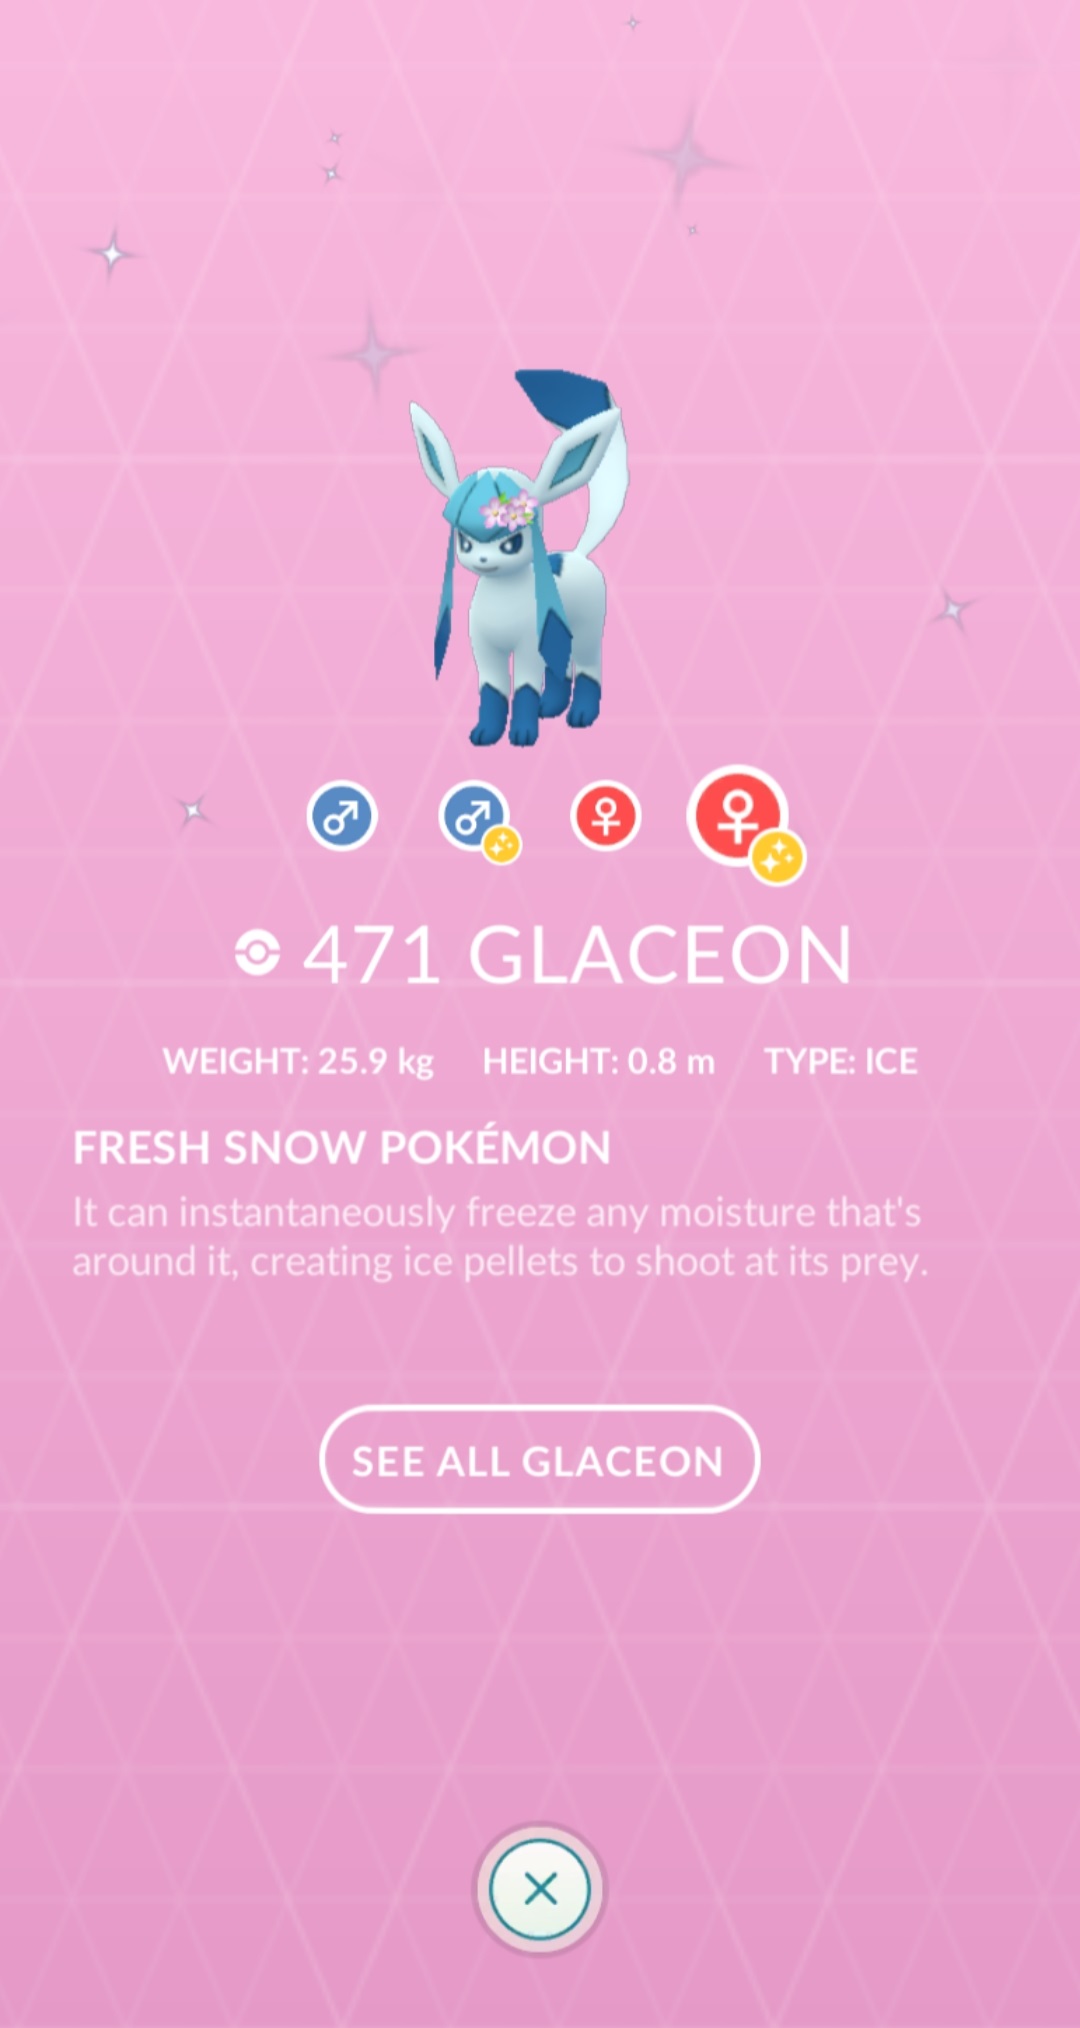 471 GLACEON
WEIGHT: 25.9 kg HEIGHT: 0.8 m TYPE: ICE
FRESH SNOW POKÉMON
It can instantaneously freeze any moisture that's
around it, creating ice pellets to shoot at its prey.
SEE ALL GLACEON